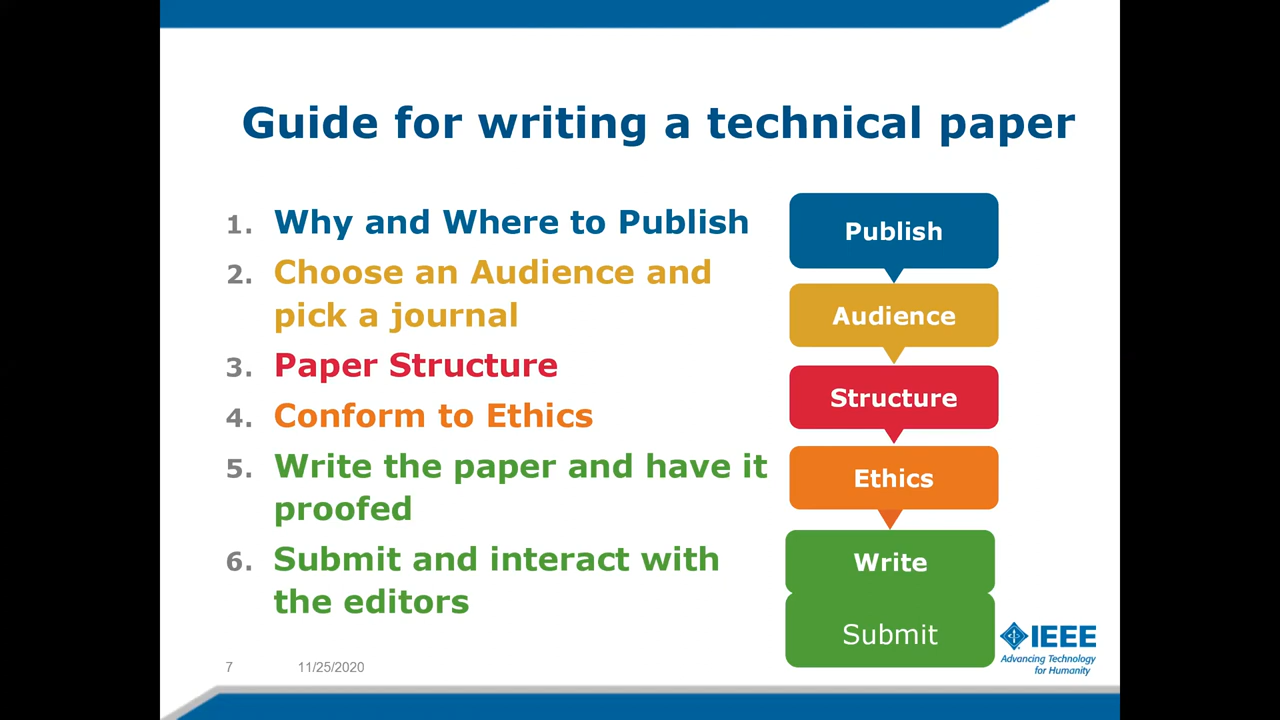 Guide for writing a technical paper
1. Why and Where to Publish
2. Choose an Audience and
pick a journal
3. Paper Structure
4. Conform to Ethics
5. Write the paper and have it
proofed
6. Submit and interact with
the editors
Publish
Audience
Structure
Ethics
Write
Submit
IEEE
Advancing Technology
for Humanity
7 11/25/2020